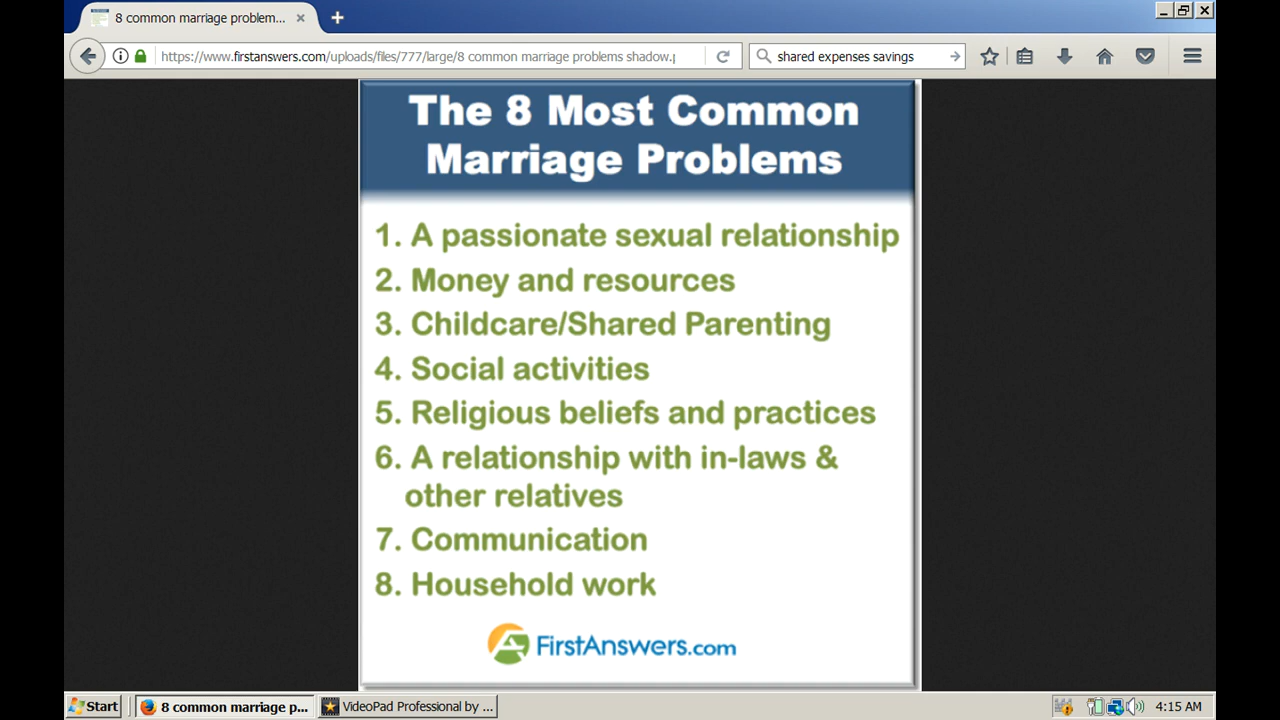 8 common marriage problem...
https://www.firstanswers.com/uploads/files/777/large/8 common marriage problems shadow.p
shared expenses savings
The 8 Most Common
Marriage Problems
1. A passionate sexual relationship
2. Money and resources
3. Childcare/Shared Parenting
4. Social activities
5. Religious beliefs and practices
6. A relationship with in-laws &
other relatives
7. Communication
8. Household work
FirstAnswers.com
Start
8 common marriage p...
VideoPad Professional by ...
4:15 AM